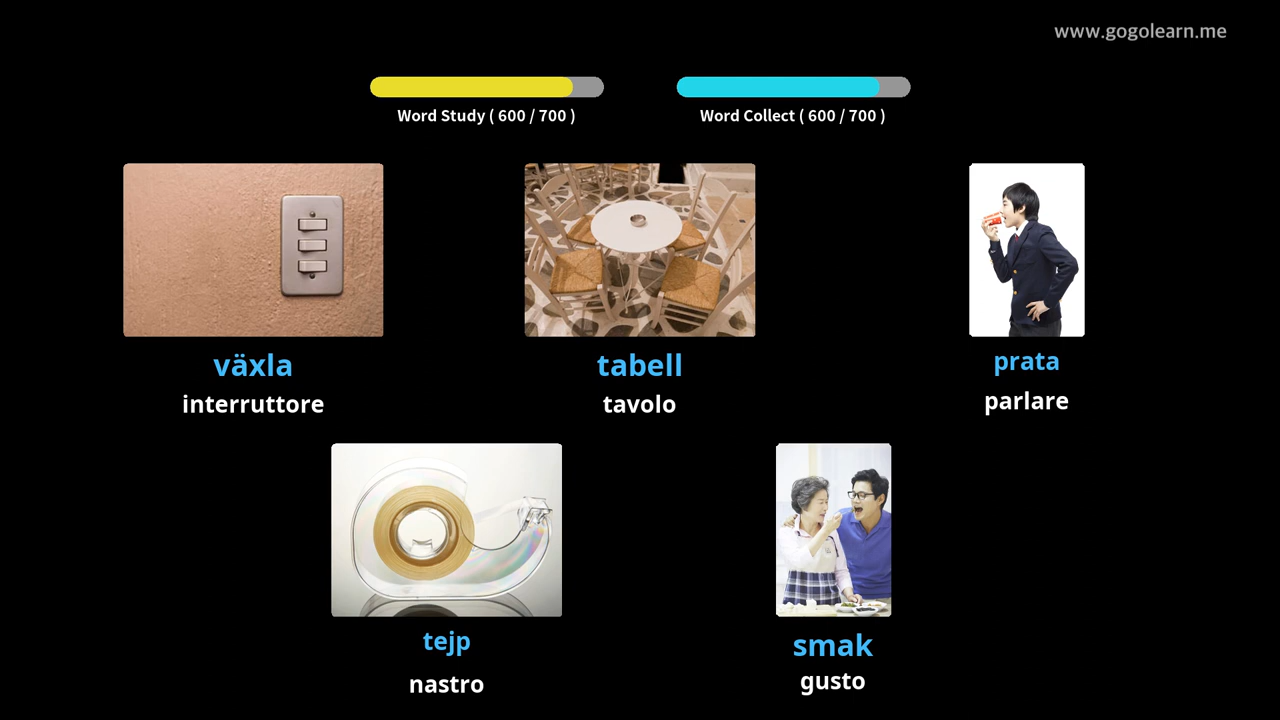 www.gogolearn.me
Word Study ( 600 / 700 )
Word Collect ( 600 / 700 )
växla
tabell
prata
interruttore
tavolo
parlare
tejp
smak
nastro
gusto